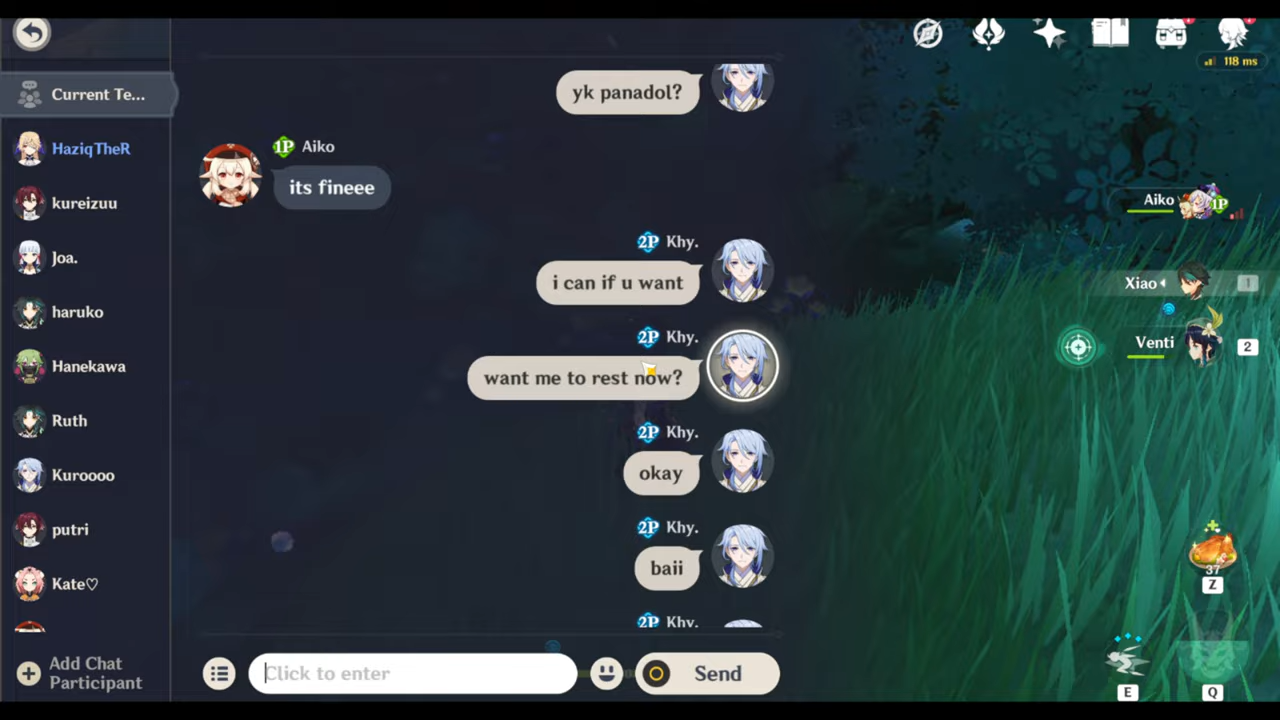 118 ms
Current Te...
HaziqTheR
kureizuu
Joa.
haruko
Hanekawa
Ruth
Kuroooo
putri
Kate♡
Add Chat
Participant
yk panadol?
1P Aiko
its fineee
2P Khy.
i can if u want
2P Khy.
want me to rest now?
2P Khy.
okay
2P Khy.
baii
2P Khy.
Click to enter
Send
Aiko 1P
Xiao 1
Venti 2
37
Z
E
Q